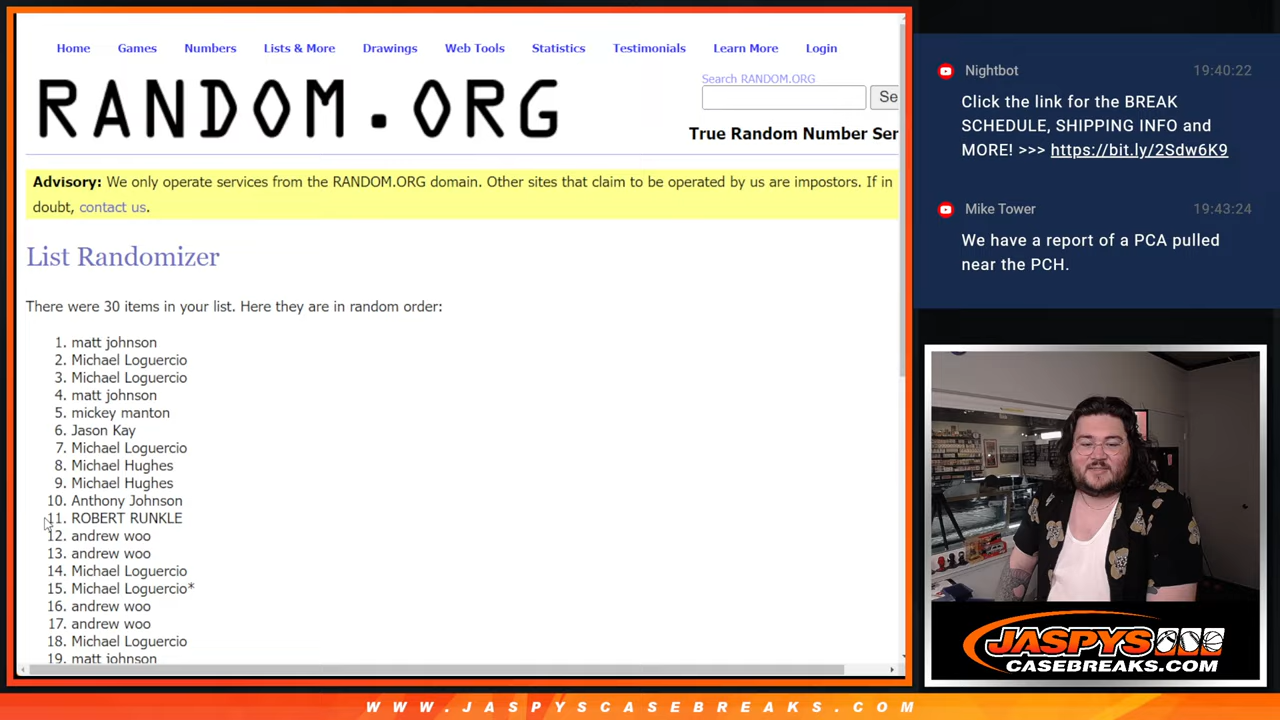 Home Games Numbers Lists & More Drawings Web Tools Statistics Testimonials Learn More Login
RANDOM.ORG
Search RANDOM.ORG
Se
True Random Number Ser
Advisory: We only operate services from the RANDOM.ORG domain. Other sites that claim to be operated by us are impostors. If in
doubt, contact us.
List Randomizer
There were 30 items in your list. Here they are in random order:
1. matt johnson
2. Michael Loguercio
3. Michael Loguercio
4. matt johnson
5. mickey manton
6. Jason Kay
7. Michael Loguercio
8. Michael Hughes
9. Michael Hughes
10. Anthony Johnson
11. ROBERT RUNKLE
12. andrew woo
13. andrew woo
14. Michael Loguercio
15. Michael Loguercio*
16. andrew woo
17. andrew woo
18. Michael Loguercio
19. matt johnson
Nightbot 19:40:22
Click the link for the BREAK
SCHEDULE, SHIPPING INFO and
MORE! >>> https://bit.ly/2Sdw6K9
Mike Tower 19:43:24
We have a report of a PCA pulled
near the PCH.
JASPYS
CASEBREAKS.COM
WWW.JASPYSCASEBREAKS.COM